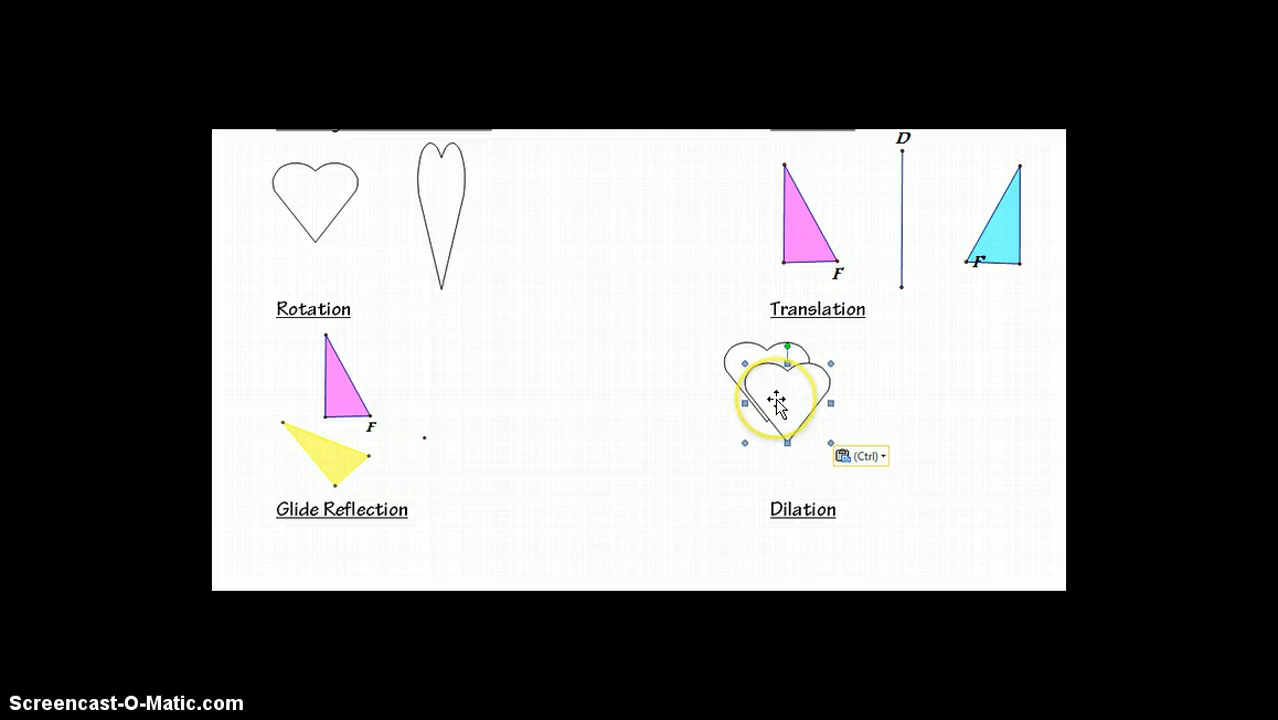 D
F
F'
Rotation
Translation
F
(Ctrl)
Glide Reflection
Dilation
Screencast-O-Matic.com